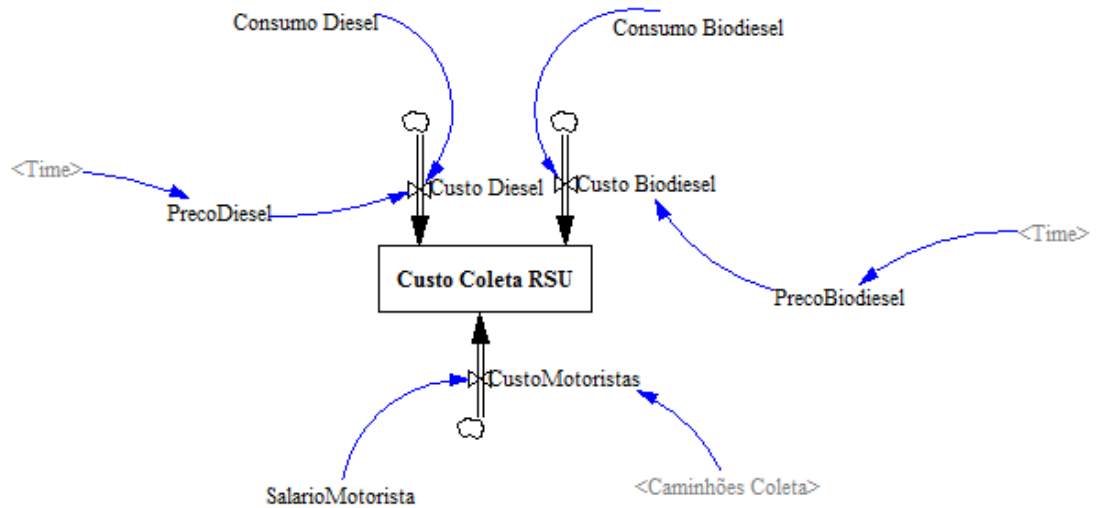 Consumo Diesel
Consumo Biodiesel
<Time>
Custo Diesel
Custo Biodiesel
PrecoDiesel
<Time>
Custo Coleta RSU
PrecoBiodiesel
CustoMotoristas
SalarioMotorista
<Caminhões Coleta>